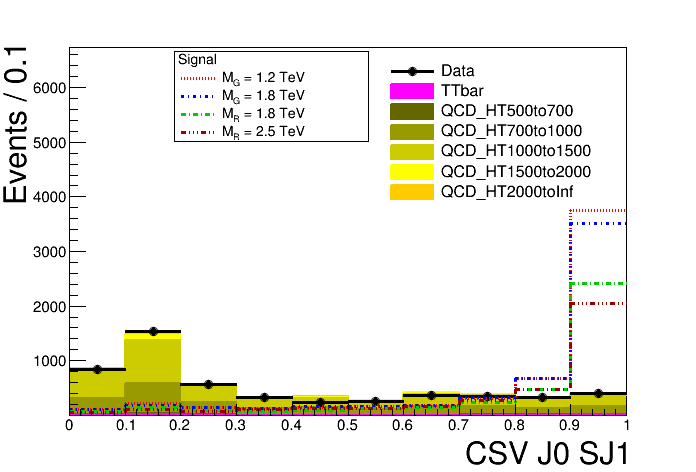 Events / 0.1
6000
5000
4000
3000
2000
1000
Signal
M_G = 1.2 TeV
M_G = 1.8 TeV
M_R = 1.8 TeV
M_R = 2.5 TeV
Data
TTbar
QCD_HT500to700
QCD_HT700to1000
QCD_HT1000to1500
QCD_HT1500to2000
QCD_HT2000toInf
0 0.1 0.2 0.3 0.4 0.5 0.6 0.7 0.8 0.9 1
CSV J0 SJ1